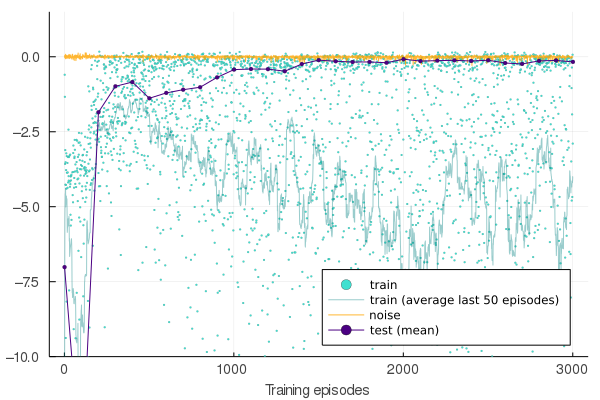 0.0
−2.5
−5.0
−7.5
−10.0
0
1000
2000
3000
Training episodes
train
train (average last 50 episodes)
noise
test (mean)